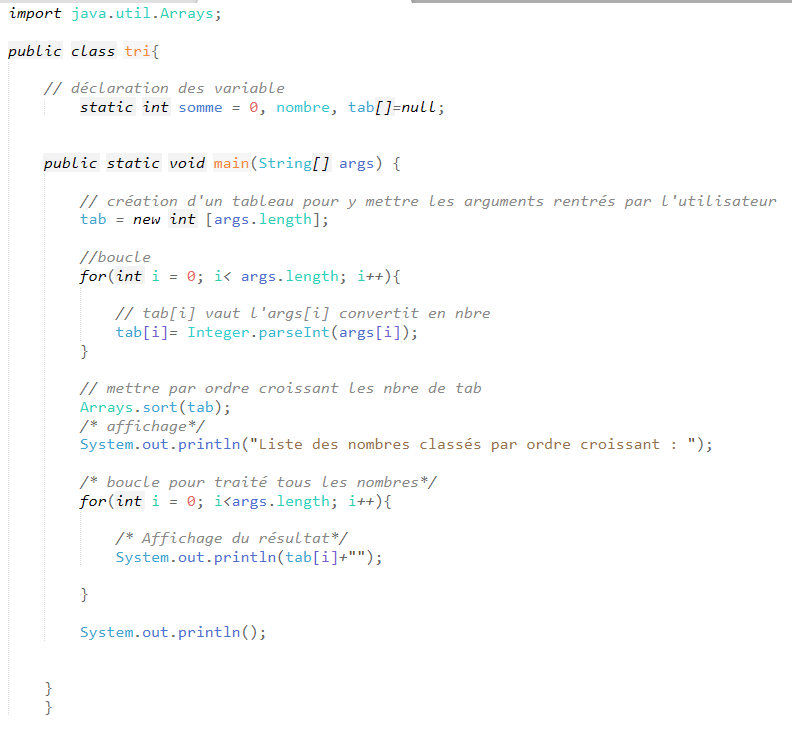 import java.util.Arrays;
public class tri{
// déclaration des variable
static int somme = 0, nombre, tab[]=null;
public static void main(String[] args) {
// création d'un tableau pour y mettre les arguments rentrés par l'utilisateur
tab = new int [args.length];
//boucle
for(int i = 0; i< args.length; i++){
// tab[i] vaut l'args[i] convertit en nbre
tab[i]= Integer.parseInt(args[i]);
}
// mettre par ordre croissant les nbre de tab
Arrays.sort(tab);
/* affichage*/
System.out.println("Liste des nombres classés par ordre croissant : ");
/* boucle pour traité tous les nombres*/
for(int i = 0; i<args.length; i++){
/* Affichage du résultat*/
System.out.println(tab[i]+"");
}
System.out.println();
}
}